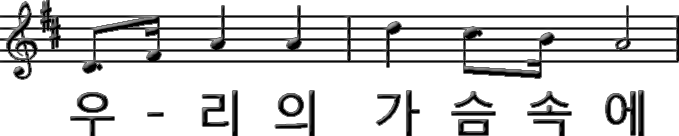 우 - 리 의 가 슴 속 에